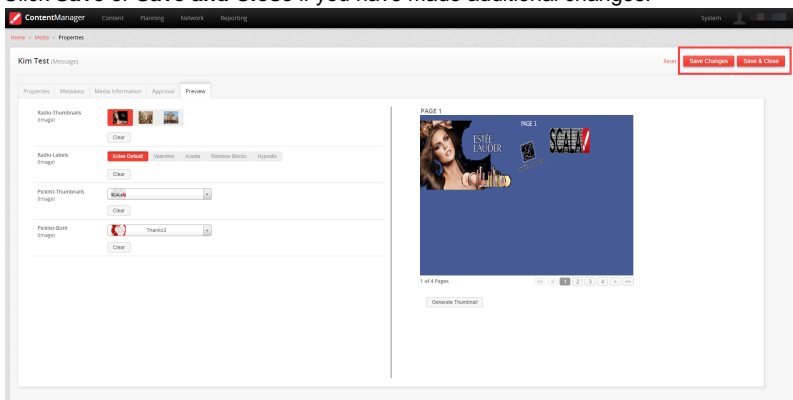 Click Save or Save and Close if you have made additional changes.
ContentManager Content Planning Network Reporting System
Home > Media > Properties
Kim Test (Message) Reset Save Changes Save & Close
Properties Metadata Media Information Approval Preview
Radio-Thumbnails
(Image)
Clear
Radio-Labels
(Image)
Estee Default Valentine Acadia Rainbow Blocks Hypnotic
Clear
Picklist-Thumbnails
(Image)
SCALA
Clear
Picklist-Both
(Image)
Thanks3
Clear
PAGE 1
PAGE 1
ESTĒE
LAUDER
SCALA
1 of 4 Pages << < 1 2 3 4 > >>
Generate Thumbnail